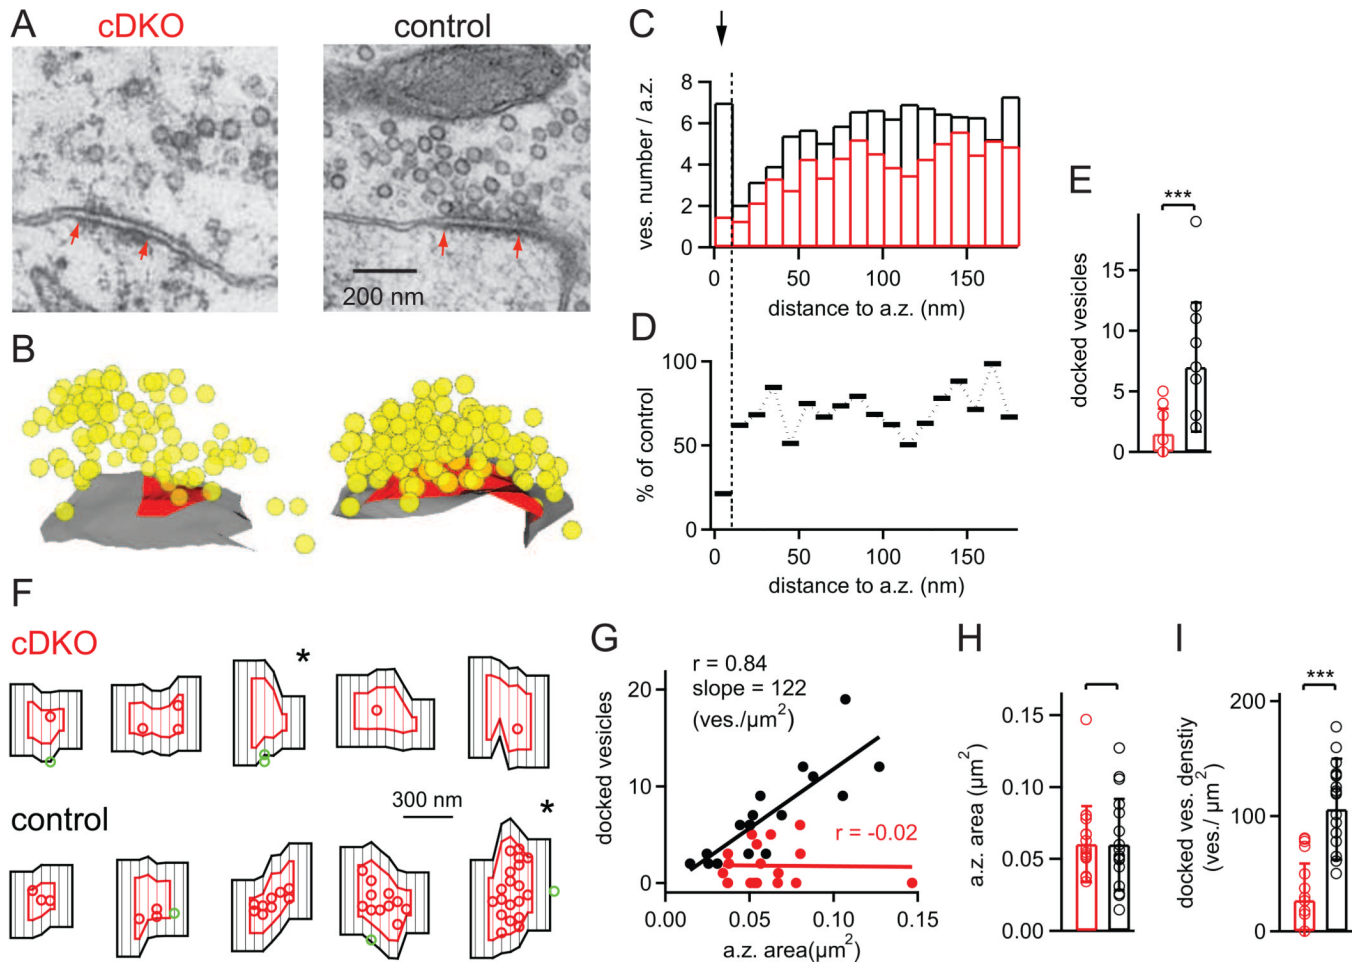 A
cDKO
control
200 nm
B
C
ves. number / a.z.
8
6
4
2
0
0
50
100
150
distance to a.z. (nm)
D
% of control
100
50
0
0
50
100
150
distance to a.z. (nm)
E
***
docked vesicles
15
10
5
0
F
cDKO
*
control
300 nm
*
G
r = 0.84
slope = 122
(ves./µm²)
r = -0.02
docked vesicles
20
10
0
0.00
0.05
0.10
0.15
a.z. area(µm²)
H
a.z. area (µm²)
0.15
0.10
0.05
0.00
I
***
docked ves. denstiy
(ves./ µm²)
200
100
0